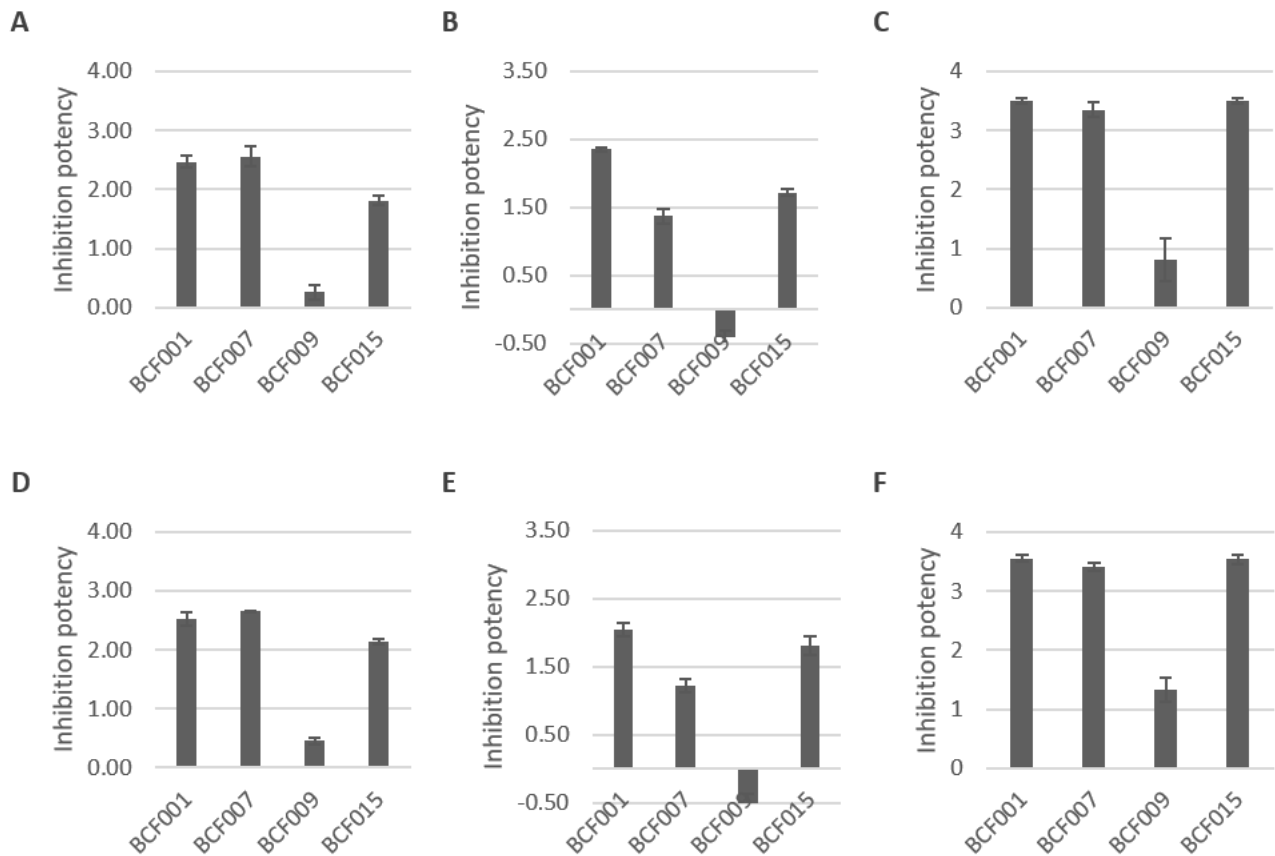 A
Inhibition potency
4.00
3.00
2.00
1.00
0.00
BCF001
BCF007
BCF009
BCF015
B
Inhibition potency
3.50
2.50
1.50
0.50
-0.50
BCF001
BCF007
BCF009
BCF015
C
Inhibition potency
4
3
2
1
0
BCF001
BCF007
BCF009
BCF015
D
Inhibition potency
4.00
3.00
2.00
1.00
0.00
BCF001
BCF007
BCF009
BCF015
E
Inhibition potency
3.50
2.50
1.50
0.50
-0.50
BCF001
BCF007
BCF009
BCF015
F
Inhibition potency
4
3
2
1
0
BCF001
BCF007
BCF009
BCF015